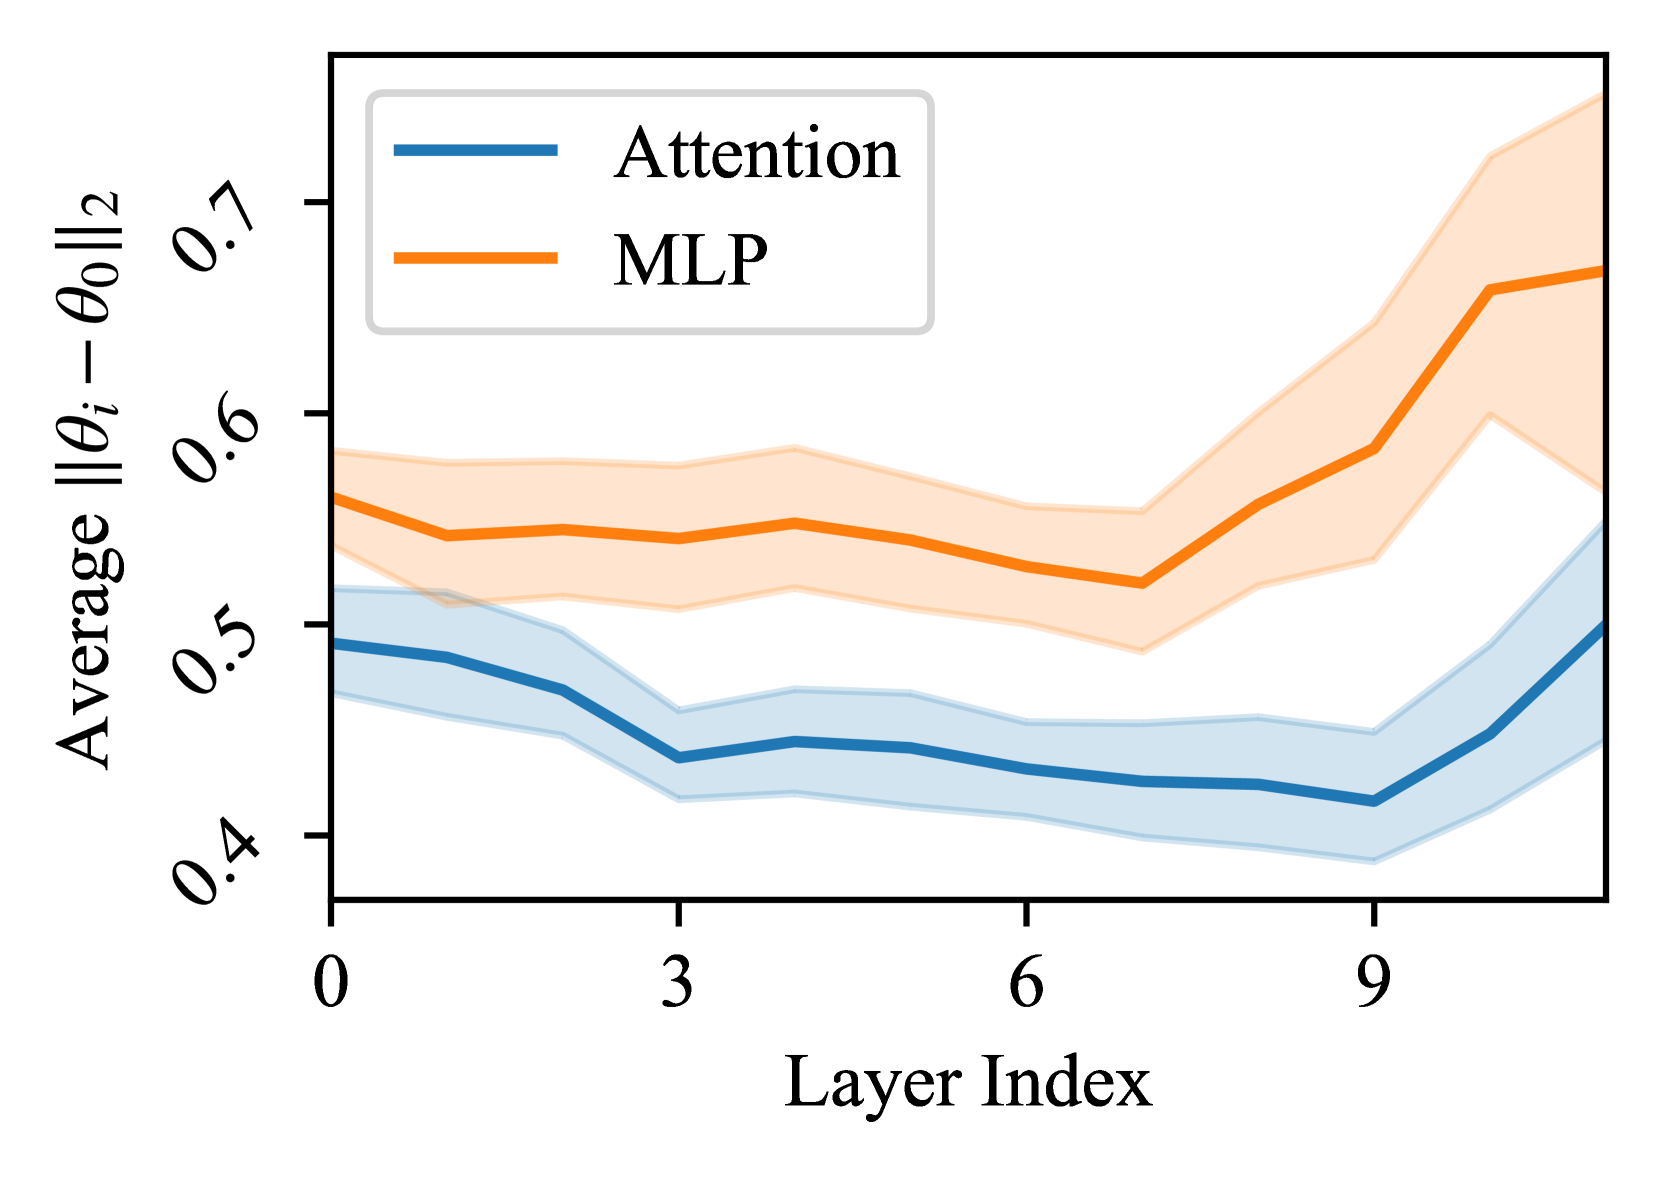 Average ||θi − θ0||2
0.7
0.6
0.5
0.4
Attention
MLP
0 3 6 9
Layer Index